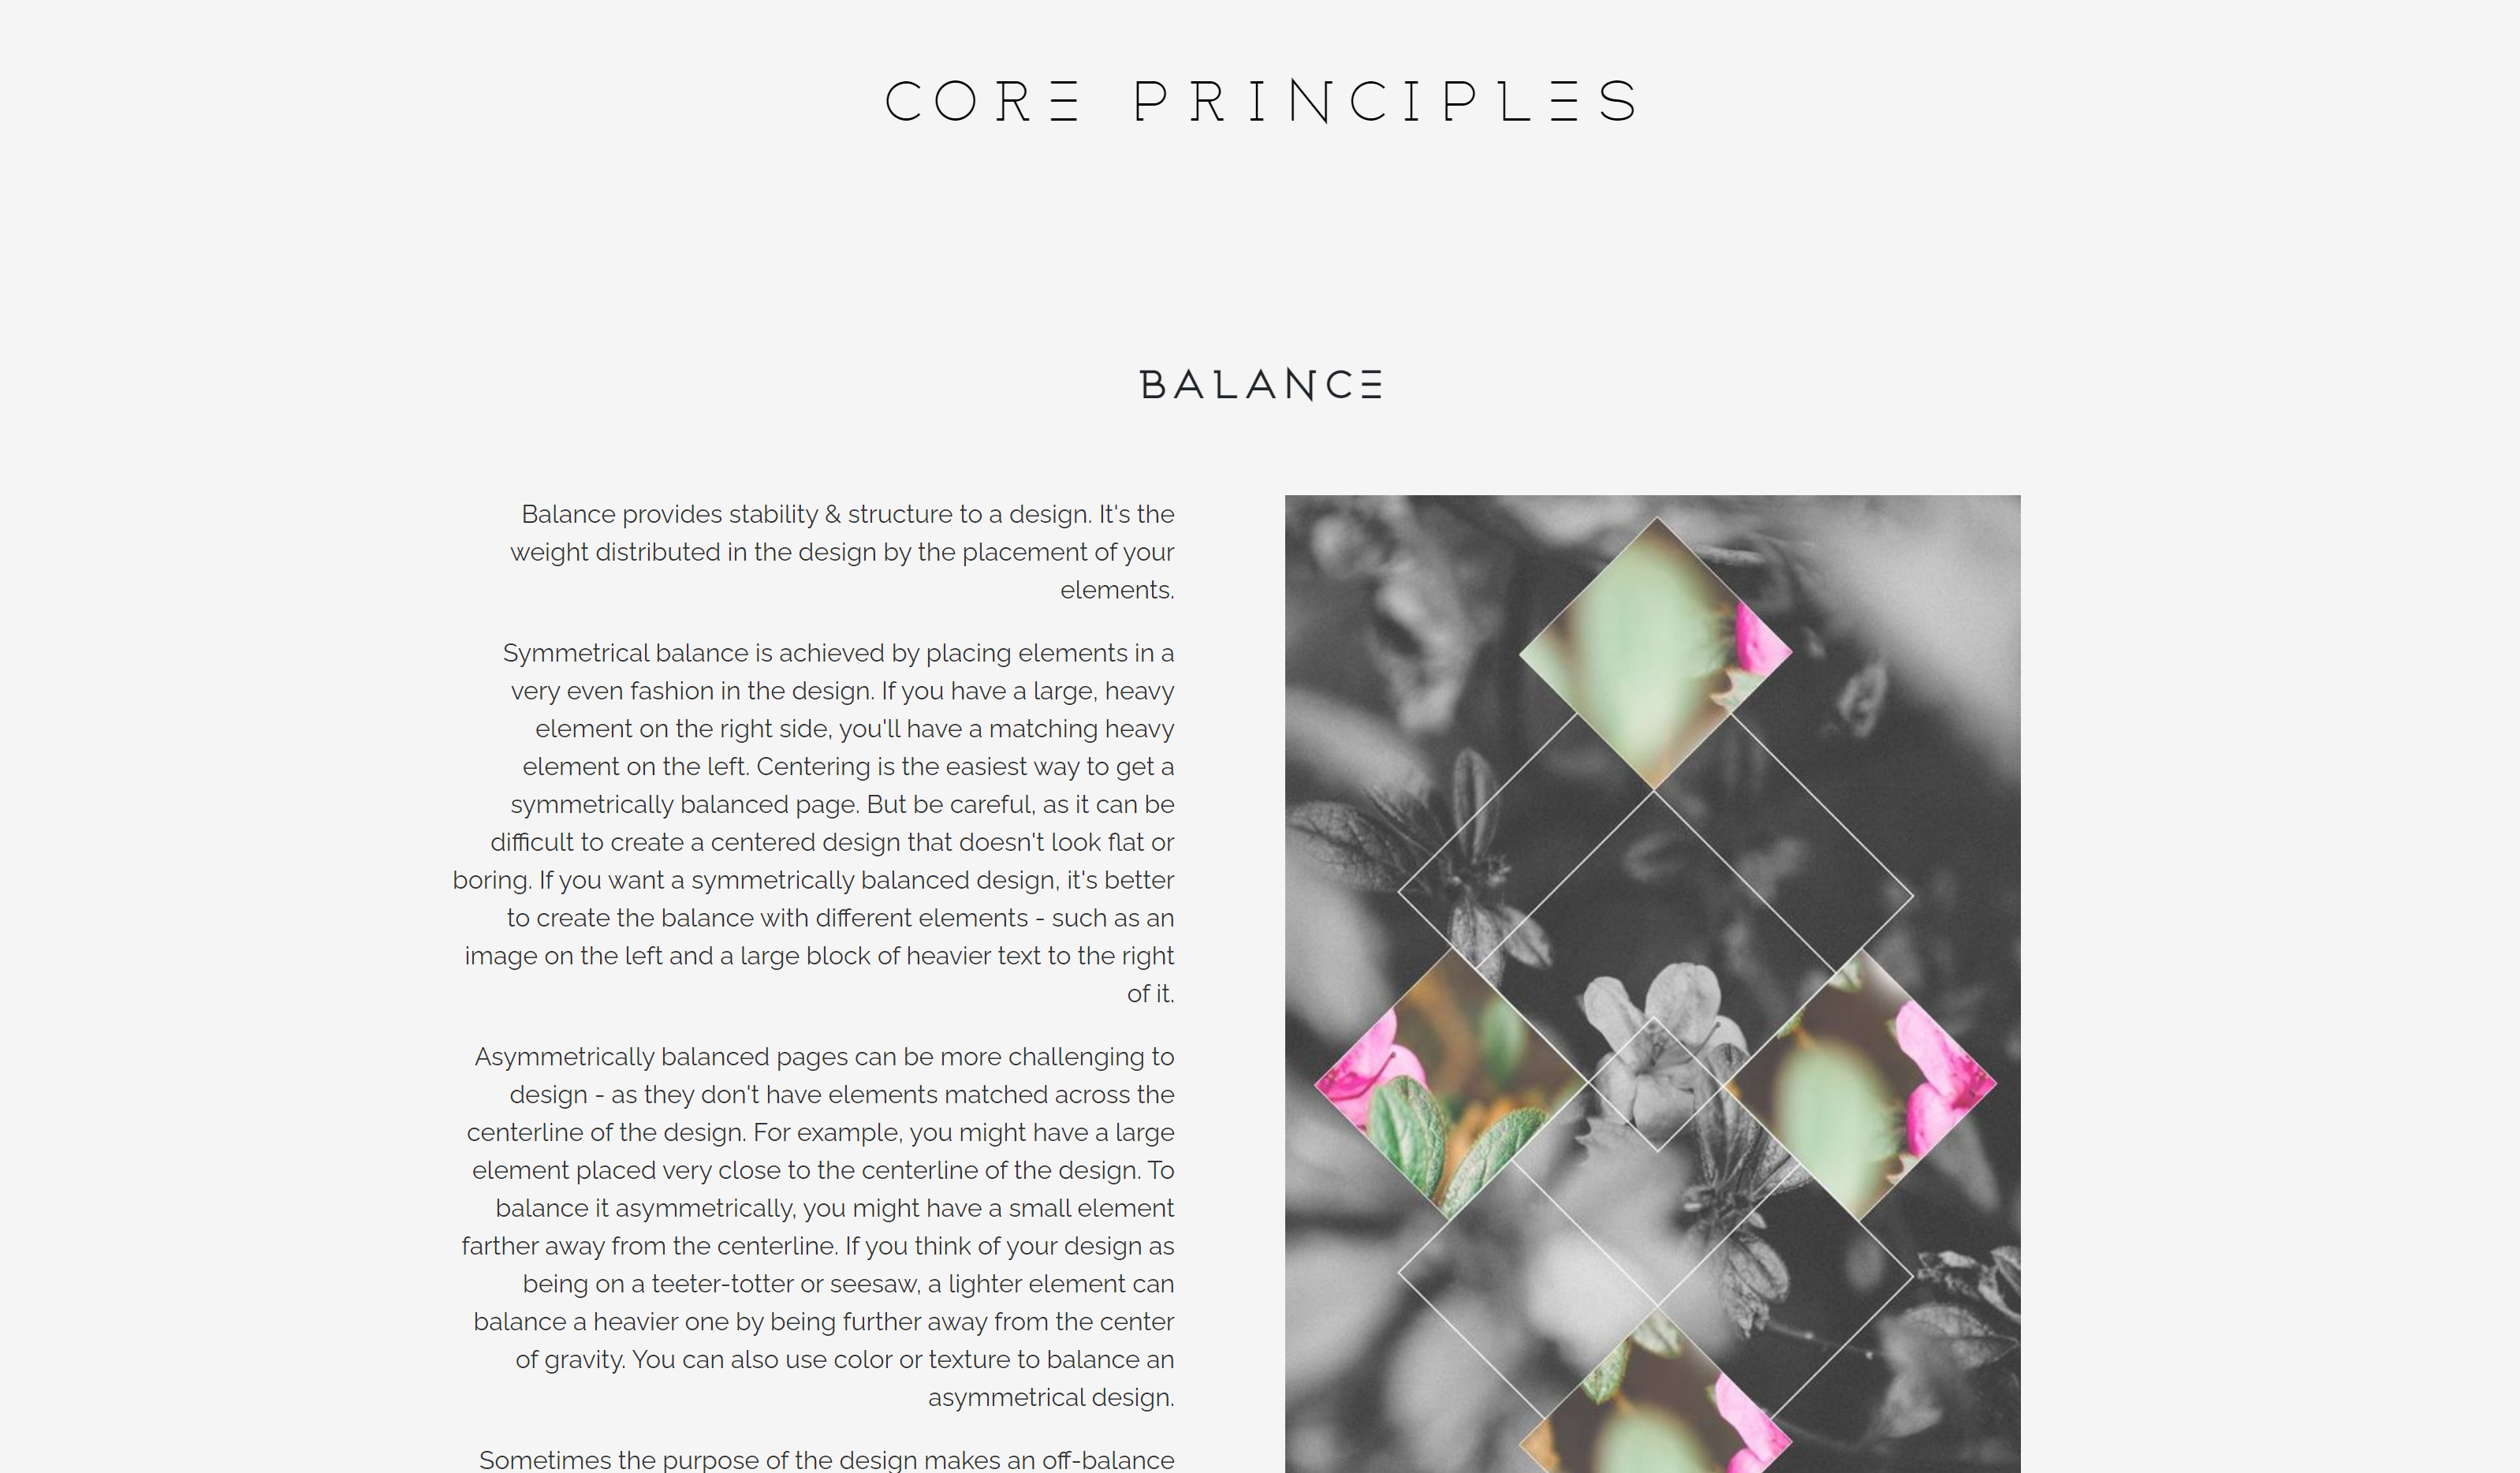 CORE PRINCIPLES
BALANCE
Balance provides stability & structure to a design. It's the
weight distributed in the design by the placement of your
elements.
Symmetrical balance is achieved by placing elements in a
very even fashion in the design. If you have a large, heavy
element on the right side, you'll have a matching heavy
element on the left. Centering is the easiest way to get a
symmetrically balanced page. But be careful, as it can be
difficult to create a centered design that doesn't look flat or
boring. If you want a symmetrically balanced design, it's better
to create the balance with different elements - such as an
image on the left and a large block of heavier text to the right
of it.
Asymmetrically balanced pages can be more challenging to
design - as they don't have elements matched across the
centerline of the design. For example, you might have a large
element placed very close to the centerline of the design. To
balance it asymmetrically, you might have a small element
farther away from the centerline. If you think of your design as
being on a teeter-totter or seesaw, a lighter element can
balance a heavier one by being further away from the center
of gravity. You can also use color or texture to balance an
asymmetrical design.
Sometimes the purpose of the design makes an off-balance